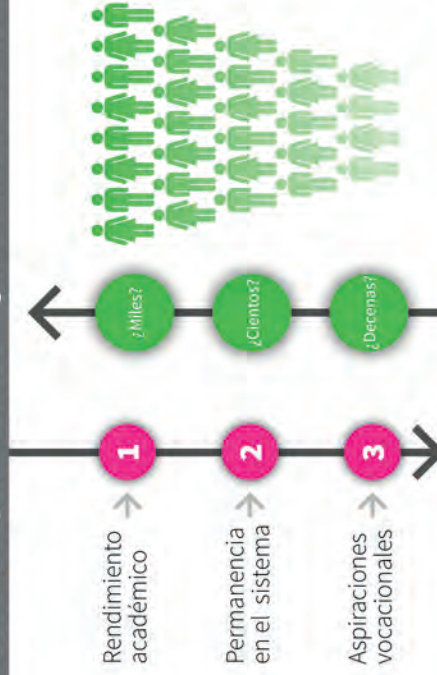 Rendimiento
académico
1
¿Miles?
Permanencia
en el sistema
2
¿Cientos?
Aspiraciones
vocacionales
3
¿Decenas?